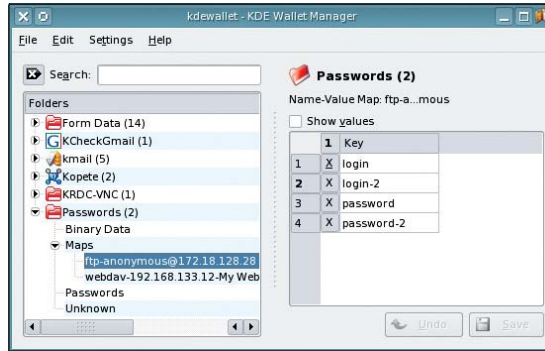 kdewallet - KDE Wallet Manager
File Edit Settings Help
Search:
Folders
Form Data (14)
KCheckGmail (1)
kmail (5)
Kopete (2)
KRDC-VNC (1)
Passwords (2)
Binary Data
Maps
ftp-anonymous@172.18.128.28
webdav-192.168.133.12-My Web
Passwords
Unknown
Passwords (2)
Name-Value Map: ftp-a...mous
Show values
1 Key
1 X login
2 X login-2
3 X password
4 X password-2
Undo Save